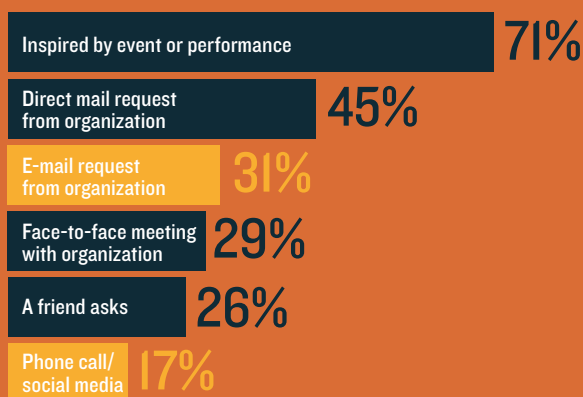 Inspired by event or performance
71%
Direct mail request
from organization
45%
E-mail request
from organization
31%
Face-to-face meeting
with organization
29%
A friend asks
26%
Phone call/
social media
17%